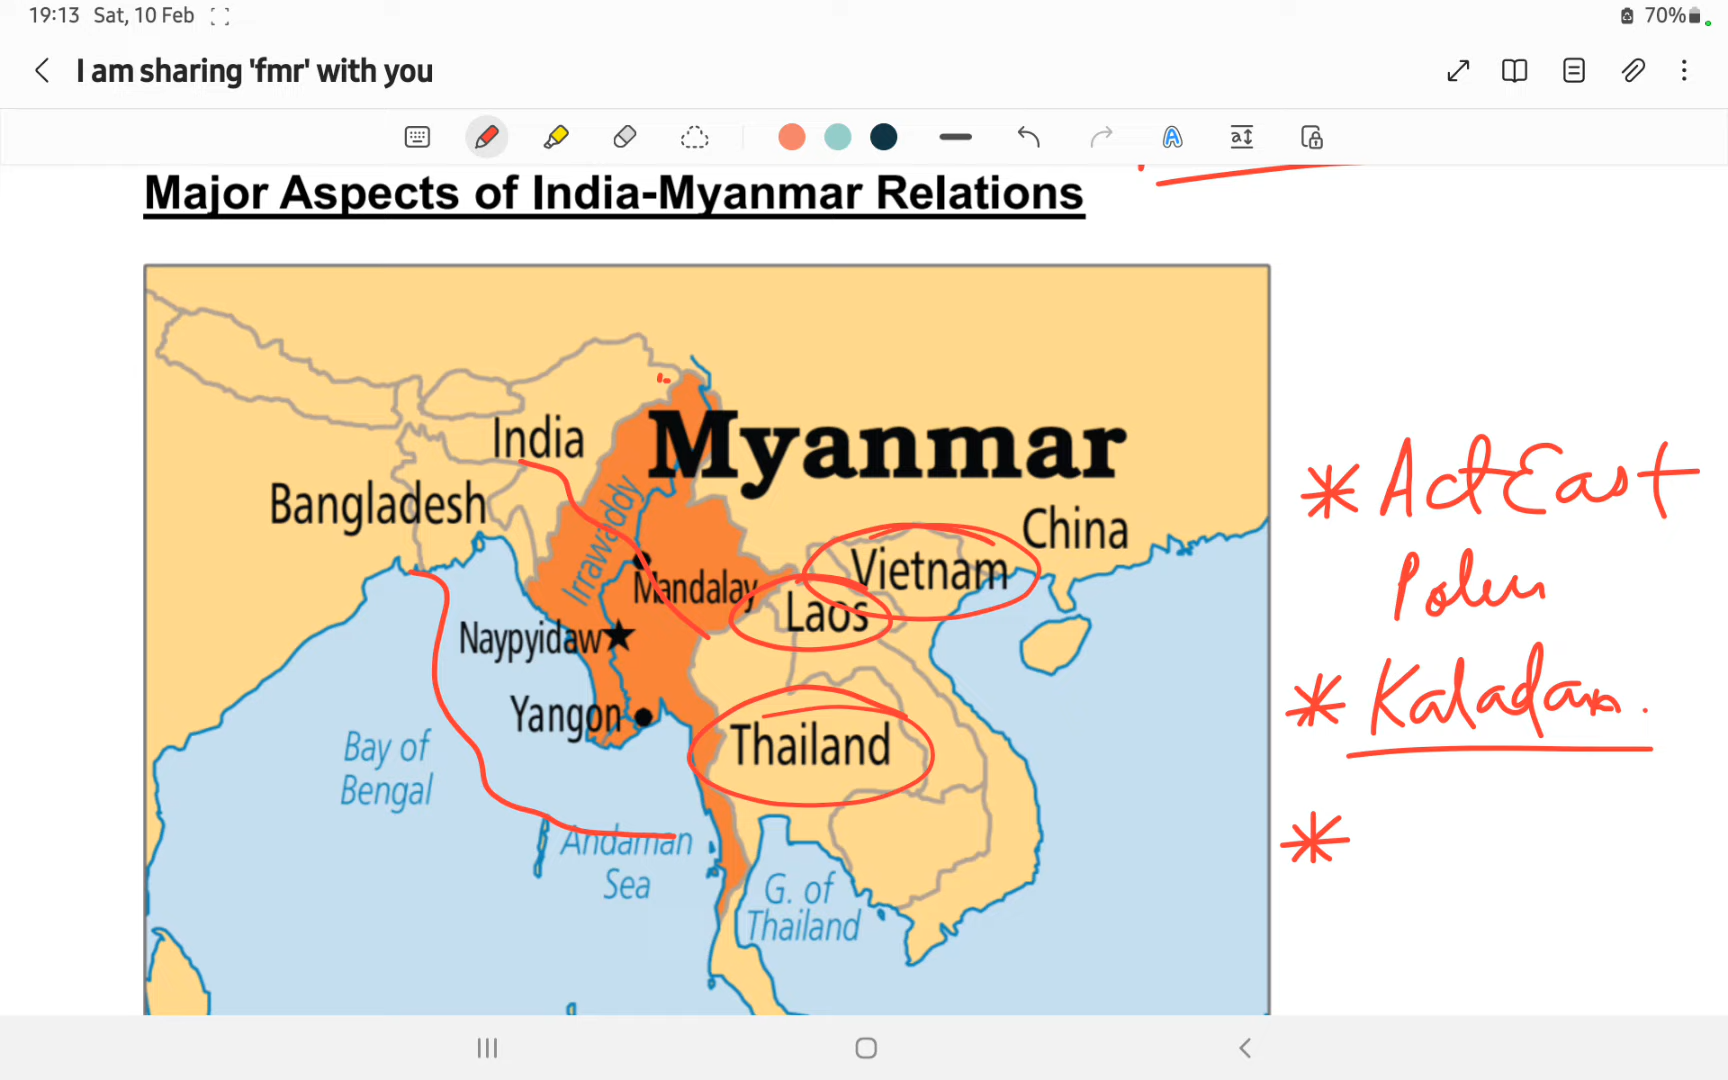 19:13 Sat, 10 Feb
70%
I am sharing 'fmr' with you
Major Aspects of India-Myanmar Relations
Myanmar
India
Bangladesh
China
Irrawaddy
Vietnam
Mandalay
Laos
Naypyidaw
Yangon
Thailand
Bay of
Bengal
Andaman
Sea
G. of
Thailand
* Act East
* Kaladan.
*